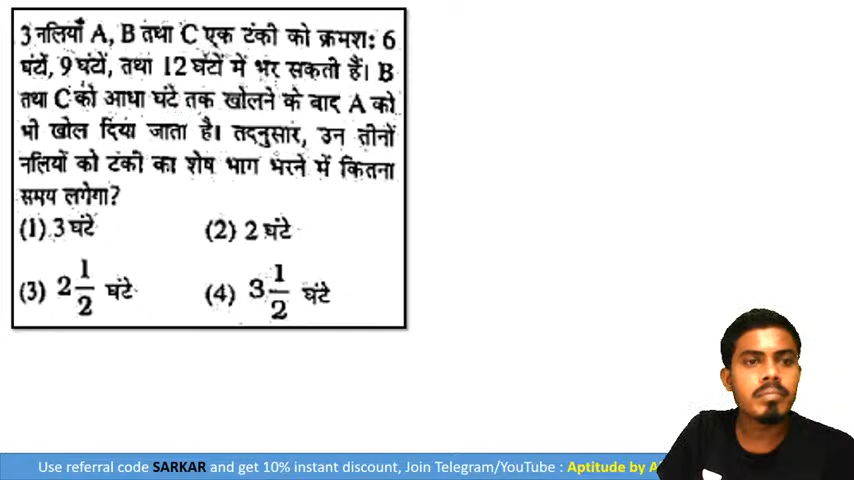 3 नलियाँ A, B तथा C एक टंकी को क्रमश: 6
घंटों, 9 घंटों, तथा 12 घंटों में भर सकती हैं। B
तथा C को आधा घंटे तक खोलने के बाद A को
भी खोल दिया जाता है। तदनुसार, उन तीनों
नलियों को टंकी का शेष भाग भरने में कितना
समय लगेगा?
(1) 3 घंटे (2) 2 घंटे
(3) 2 1/2 घंटे (4) 3 1/2 घंटे
Use referral code SARKAR and get 10% instant discount, Join Telegram/YouTube : Aptitude by